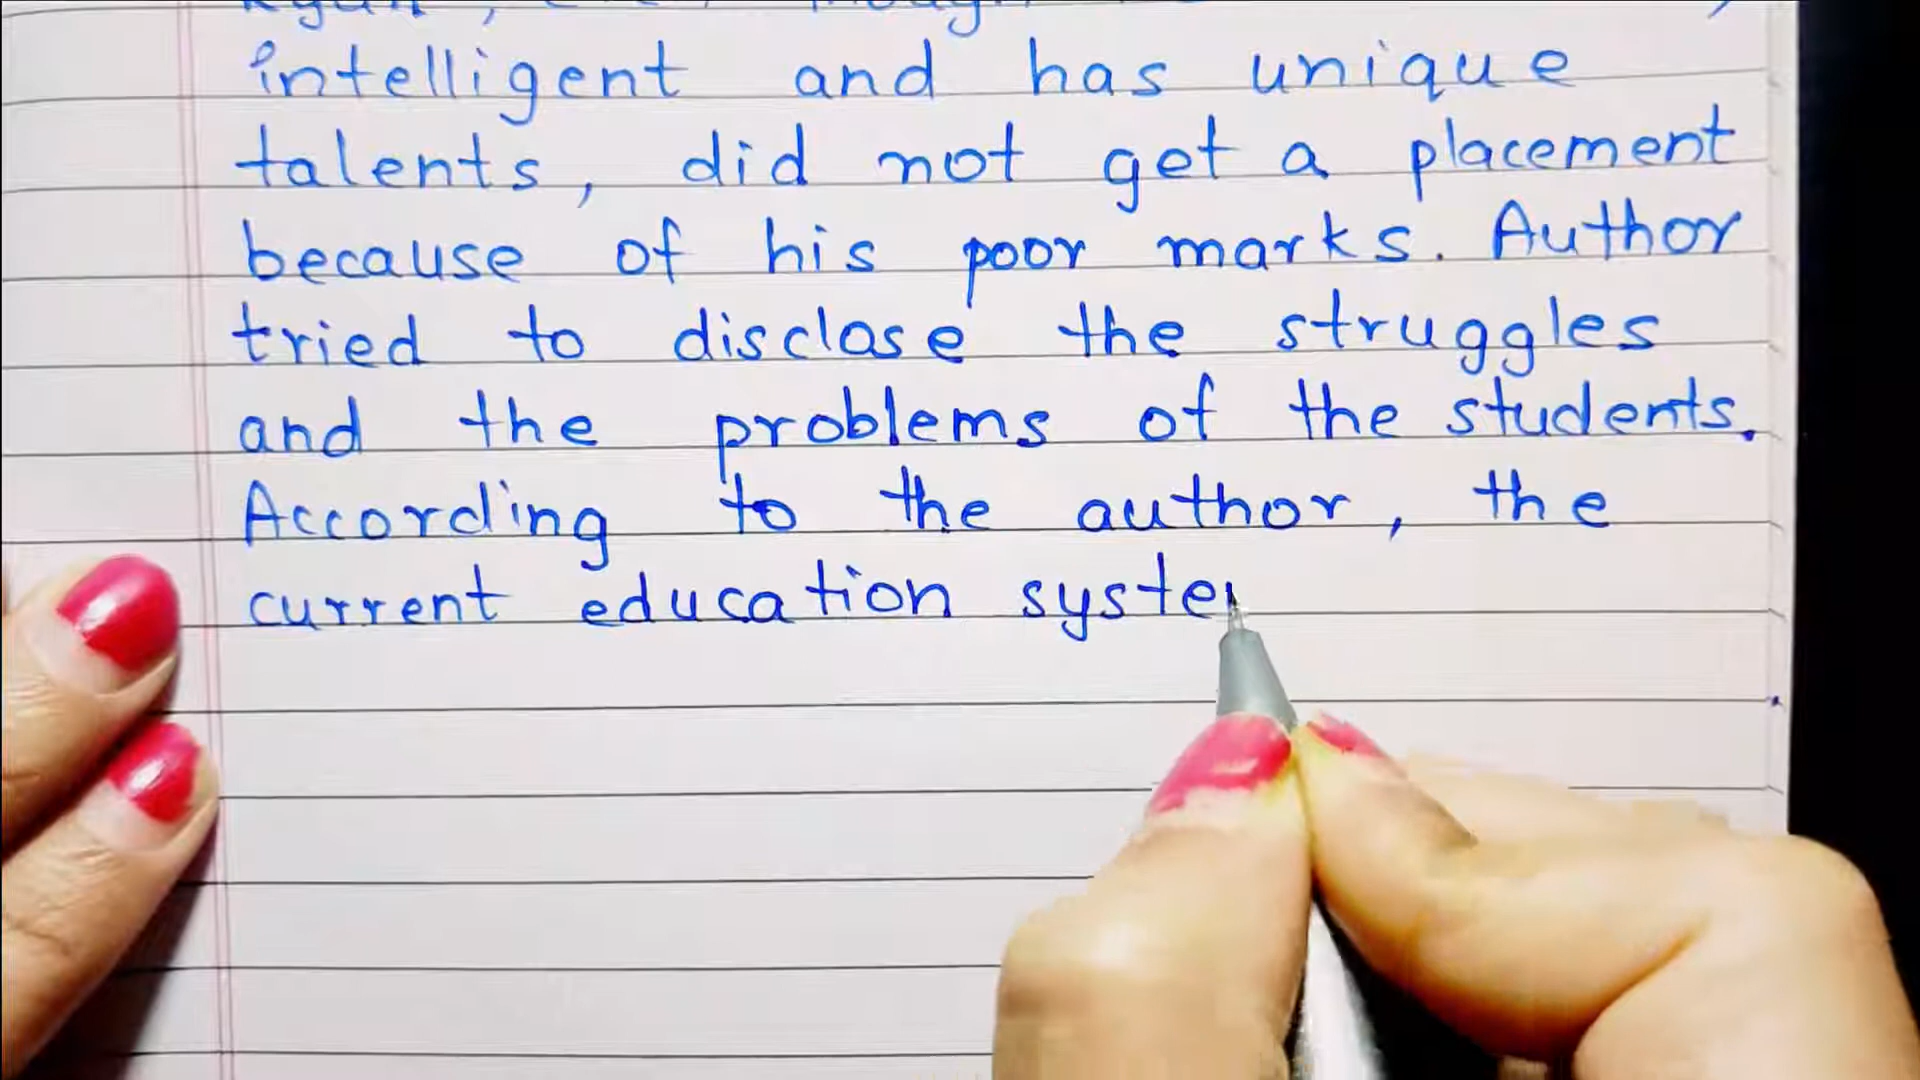 intelligent and has unique
talents, did not get a placement
because of his poor marks. Author
tried to disclose the struggles
and the problems of the students.
According to the author, the
current education syste